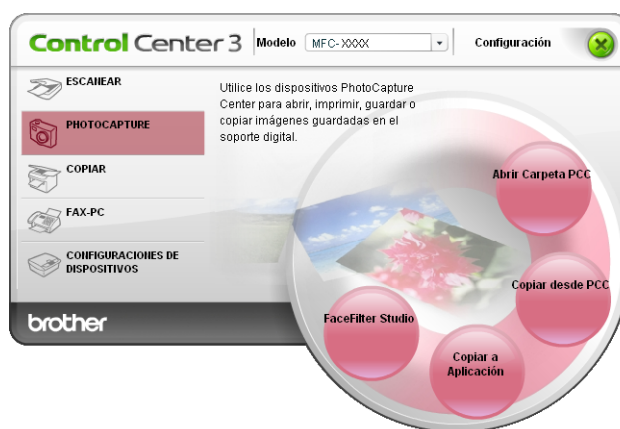 Control Center 3
Modelo
MFC-XXXX
Configuración
ESCANEAR
PHOTOCAPTURE
COPIAR
FAX-PC
CONFIGURACIONES DE
DISPOSITIVOS
Utilice los dispositivos PhotoCapture
Center para abrir, imprimir, guardar o
copiar imágenes guardadas en el
soporte digital.
Abrir Carpeta PCC
Copiar desde PCC
Copiar a
Aplicación
FaceFilter Studio
brother